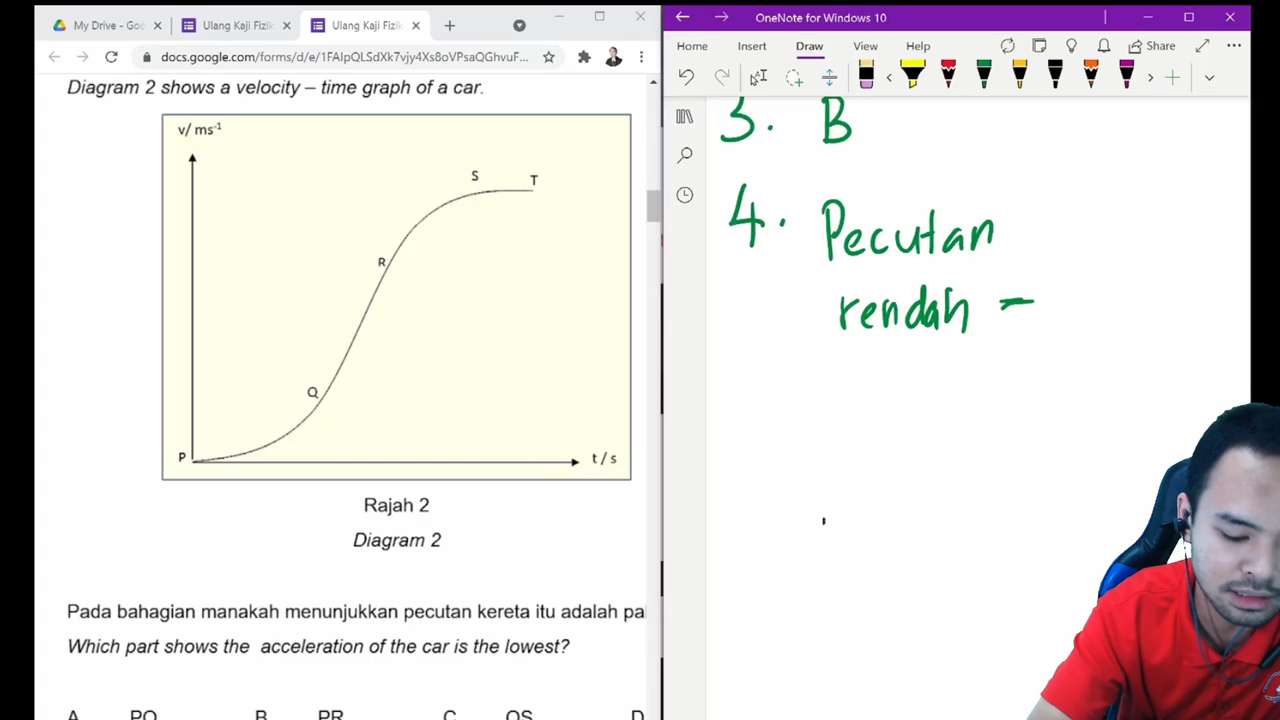 My Drive - Goo
Ulang Kaji Fizik
Ulang Kaji Fizik
docs.google.com/forms/d/e/1FAIpQLSdXk7vjy4Xs8oVPsaQGhvuF...
Diagram 2 shows a velocity – time graph of a car.
v/ ms-1
S
T
R
Q
P
t / s
Rajah 2
Diagram 2
Pada bahagian manakah menunjukkan pecutan kereta itu adalah
Which part shows the acceleration of the car is the lowest?
A PQ B PR C QS D
OneNote for Windows 10
Home Insert Draw View Help
Share
3. B
4. Pecutan
rendah -